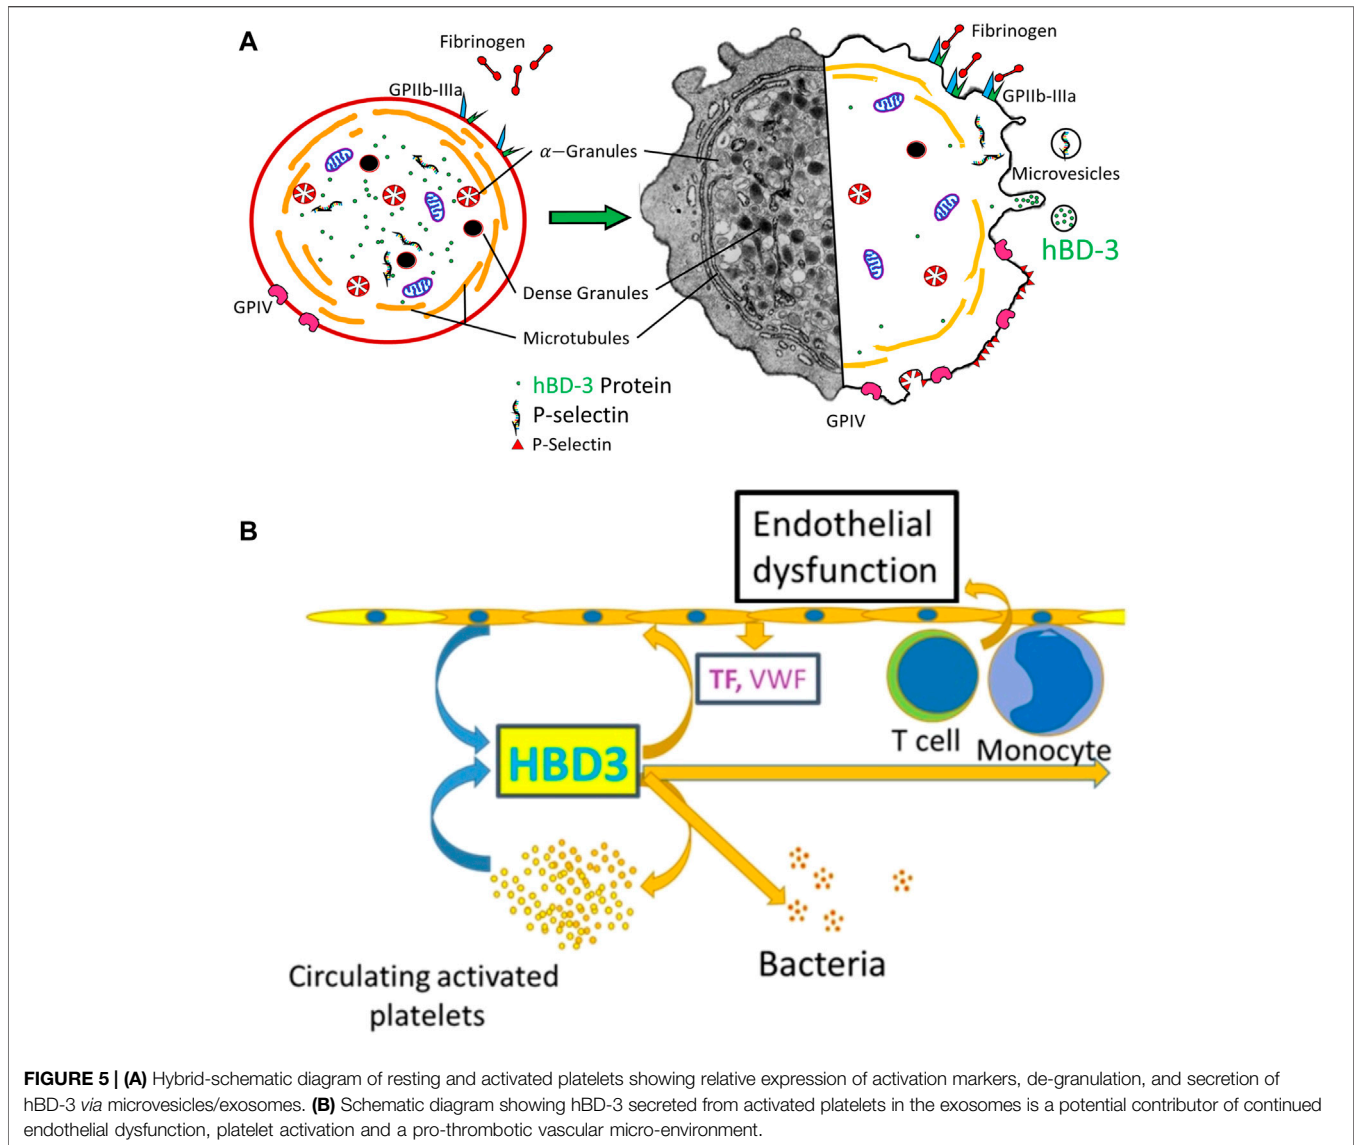 A
Fibrinogen
GPIIb-IIIa
α–Granules
Dense Granules
Microtubules
GPIV
Fibrinogen
GPIIb-IIIa
Microvesicles
hBD-3
GPIV
hBD-3 Protein
P-selectin
P-Selectin
B
Endothelial
dysfunction
TF, VWF
T cell
Monocyte
HBD3
Circulating activated
platelets
Bacteria
FIGURE 5 | (A) Hybrid-schematic diagram of resting and activated platelets showing relative expression of activation markers, de-granulation, and secretion of
hBD-3 via microvesicles/exosomes. (B) Schematic diagram showing hBD-3 secreted from activated platelets in the exosomes is a potential contributor of continued
endothelial dysfunction, platelet activation and a pro-thrombotic vascular micro-environment.